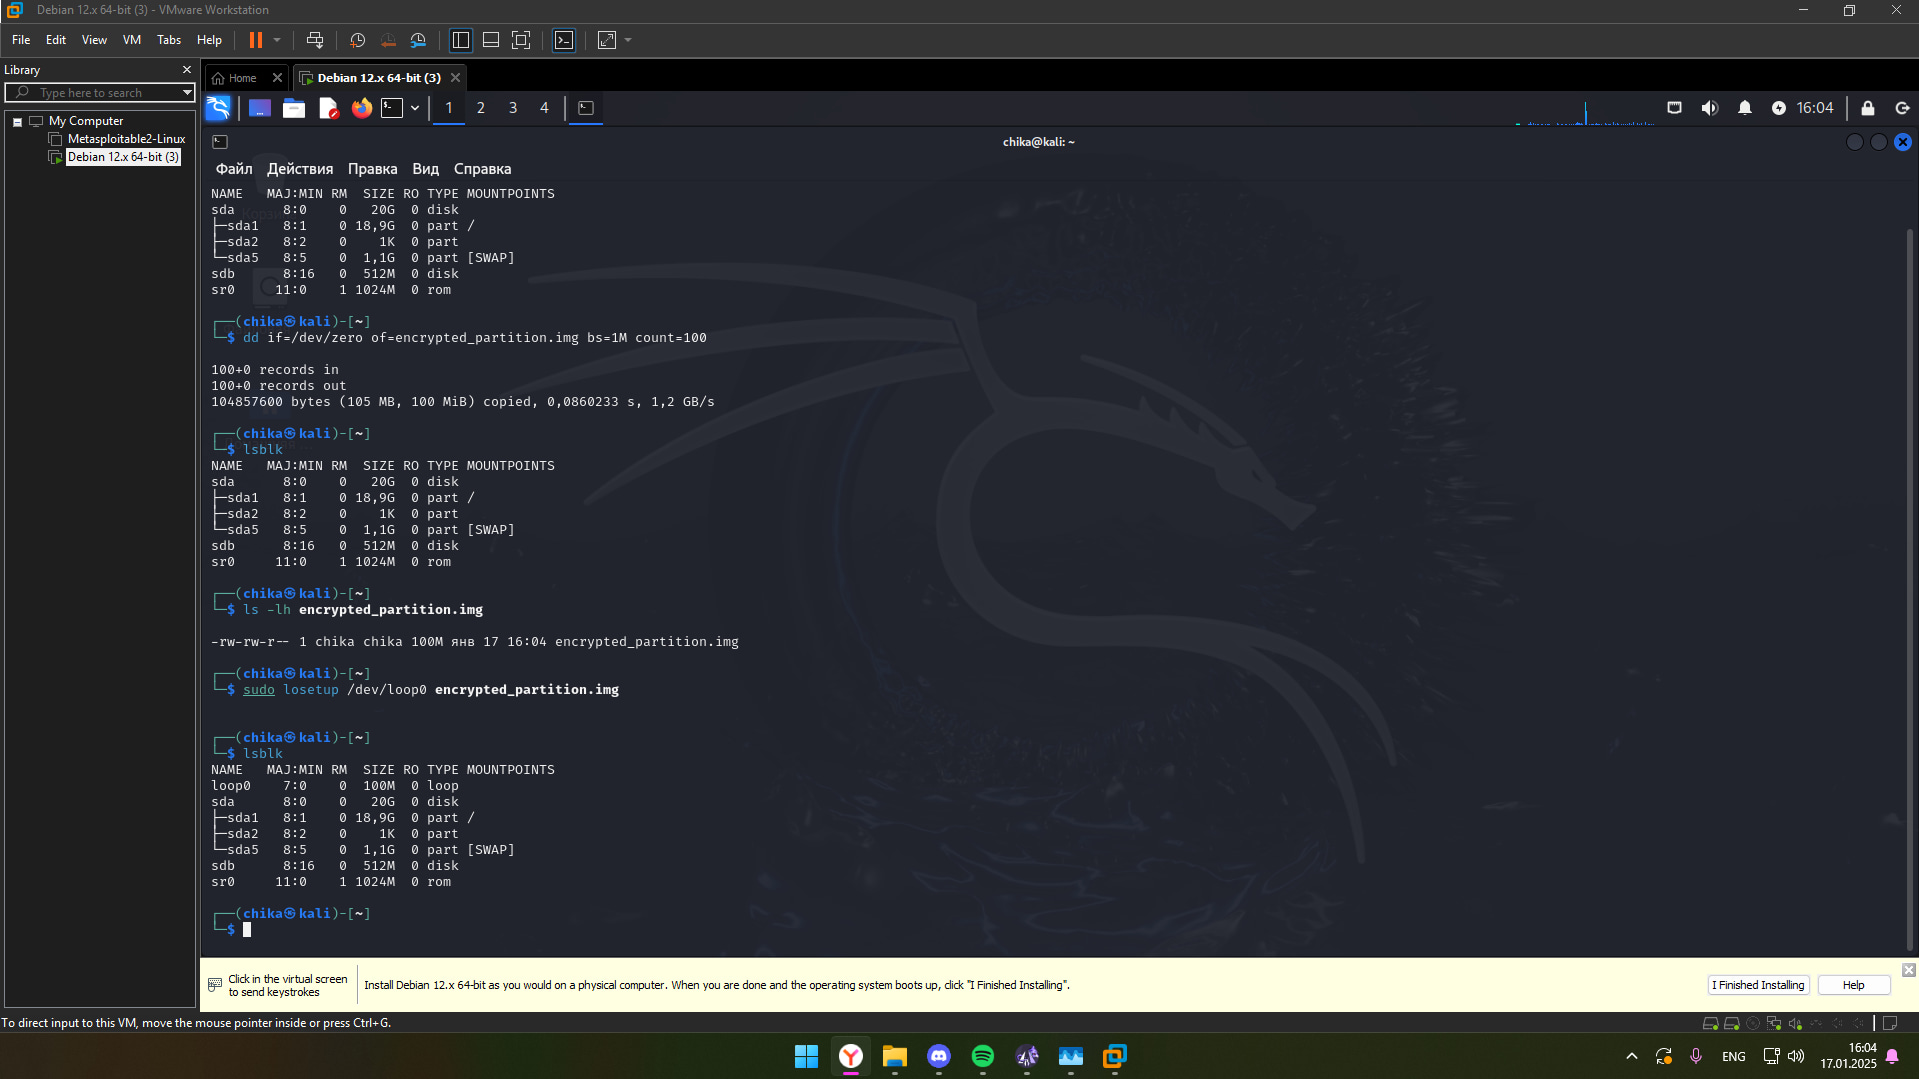 Debian 12.x 64-bit (3) - VMware Workstation
File Edit View VM Tabs Help
Library
Type here to search
My Computer
Metasploitable2-Linux
Debian 12.x 64-bit (3)
Home
Debian 12.x 64-bit (3)
1 2 3 4
16:04
chika@kali: ~
Файл Действия Правка Вид Справка
NAME   MAJ:MIN RM  SIZE RO TYPE MOUNTPOINTS
sda      8:0    0   20G  0 disk
├─sda1   8:1    0 18,9G  0 part /
├─sda2   8:2    0    1K  0 part
└─sda5   8:5    0  1,1G  0 part [SWAP]
sdb      8:16   0  512M  0 disk
sr0     11:0    1 1024M  0 rom
┌──(chika㉿kali)-[~]
└─$ dd if=/dev/zero of=encrypted_partition.img bs=1M count=100
100+0 records in
100+0 records out
104857600 bytes (105 MB, 100 MiB) copied, 0,0860233 s, 1,2 GB/s
┌──(chika㉿kali)-[~]
└─$ lsblk
NAME   MAJ:MIN RM  SIZE RO TYPE MOUNTPOINTS
sda      8:0    0   20G  0 disk
├─sda1   8:1    0 18,9G  0 part /
├─sda2   8:2    0    1K  0 part
└─sda5   8:5    0  1,1G  0 part [SWAP]
sdb      8:16   0  512M  0 disk
sr0     11:0    1 1024M  0 rom
┌──(chika㉿kali)-[~]
└─$ ls -lh encrypted_partition.img
-rw-rw-r-- 1 chika chika 100M янв 17 16:04 encrypted_partition.img
┌──(chika㉿kali)-[~]
└─$ sudo losetup /dev/loop0 encrypted_partition.img
┌──(chika㉿kali)-[~]
└─$ lsblk
NAME   MAJ:MIN RM  SIZE RO TYPE MOUNTPOINTS
loop0    7:0    0  100M  0 loop
sda      8:0    0   20G  0 disk
├─sda1   8:1    0 18,9G  0 part /
├─sda2   8:2    0    1K  0 part
└─sda5   8:5    0  1,1G  0 part [SWAP]
sdb      8:16   0  512M  0 disk
sr0     11:0    1 1024M  0 rom
┌──(chika㉿kali)-[~]
└─$
Click in the virtual screen
to send keystrokes
Install Debian 12.x 64-bit as you would on a physical computer. When you are done and the operating system boots up, click "I Finished Installing".
I Finished Installing
Help
To direct input to this VM, move the mouse pointer inside or press Ctrl+G.
ENG
16:04
17.01.2025